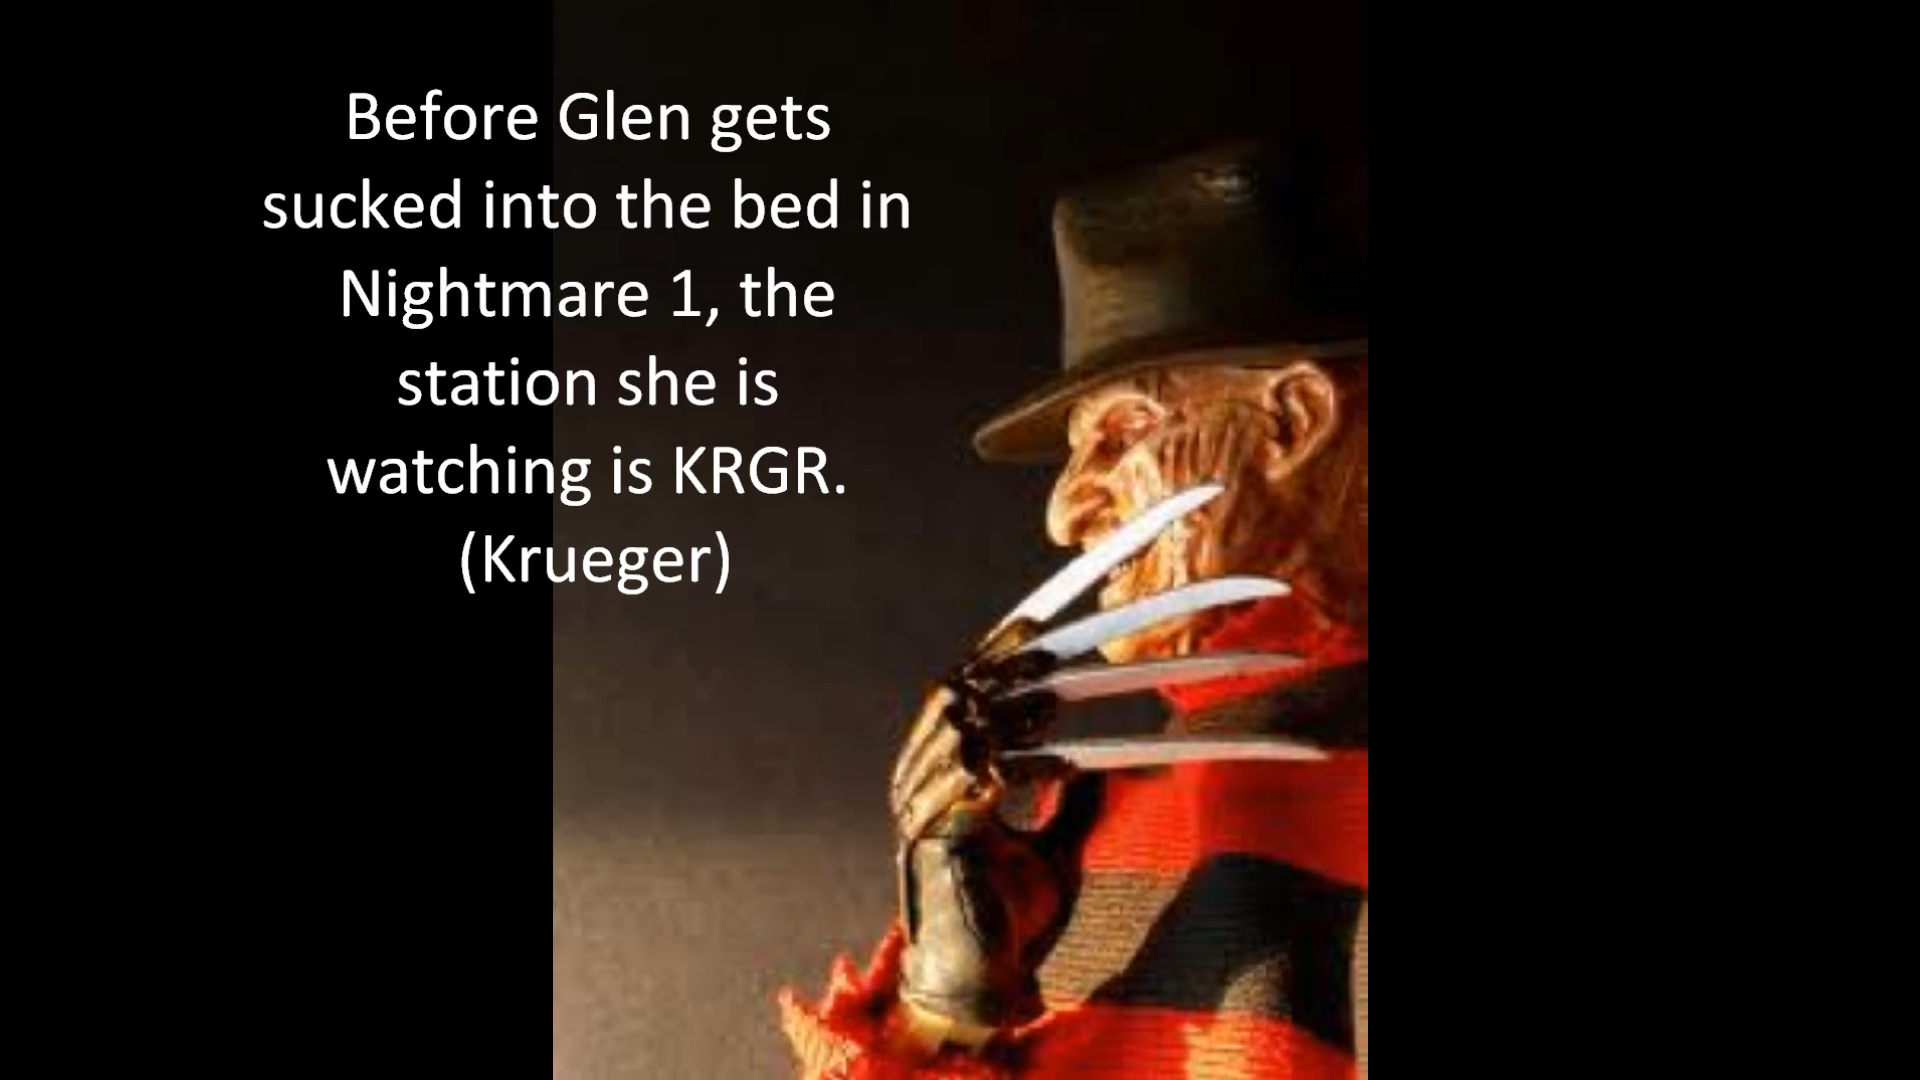 Before Glen gets
sucked into the bed in
Nightmare 1, the
station she is
watching is KRGR.
(Krueger)